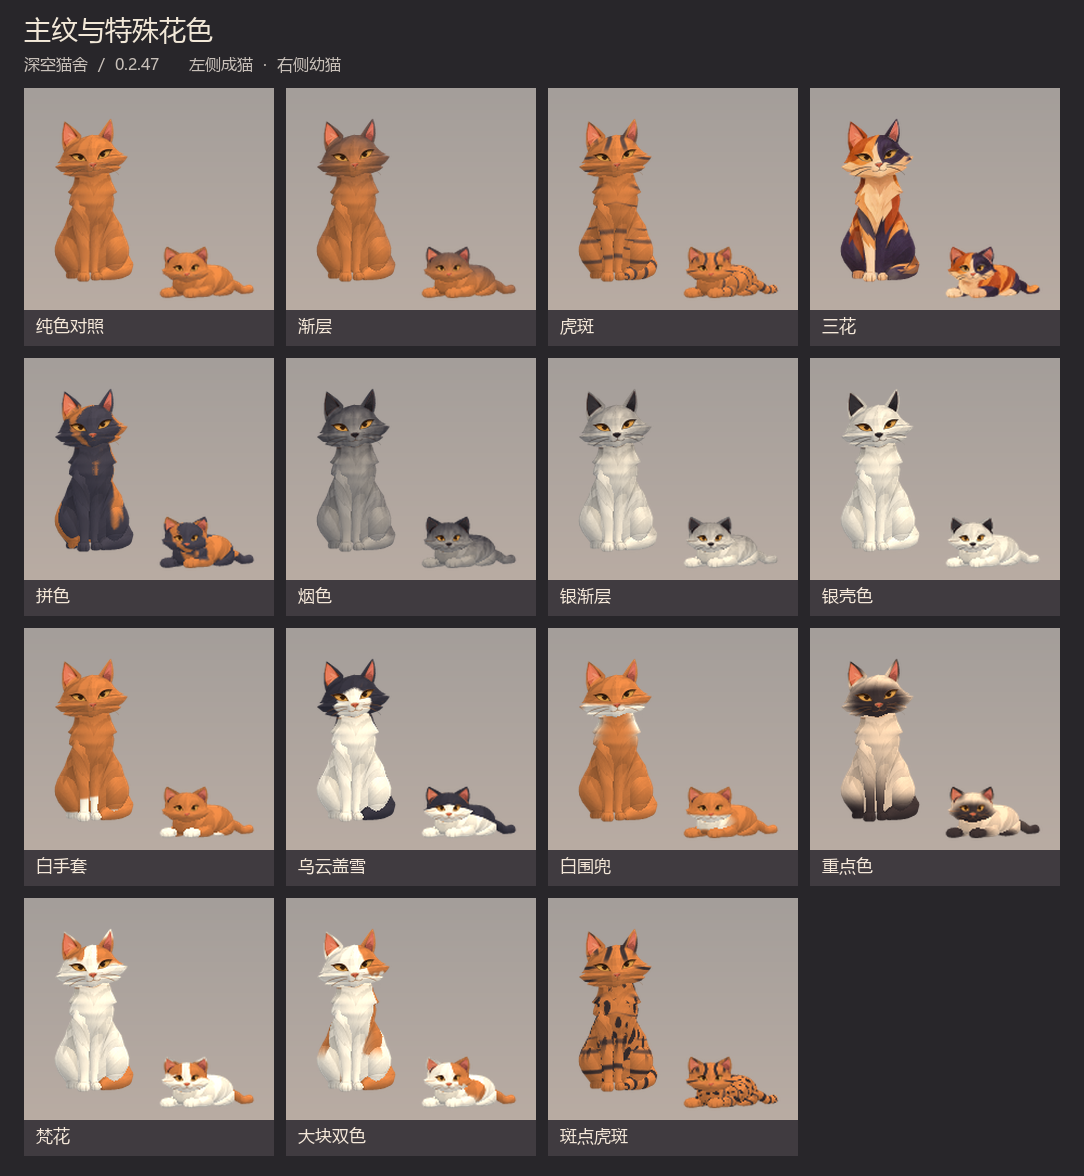 主纹与特殊花色
深空猫舍 / 0.2.47 左侧成猫 · 右侧幼猫
纯色对照
渐层
虎斑
三花
拼色
烟色
银渐层
银壳色
白手套
乌云盖雪
白围兜
重点色
梵花
大块双色
斑点虎斑